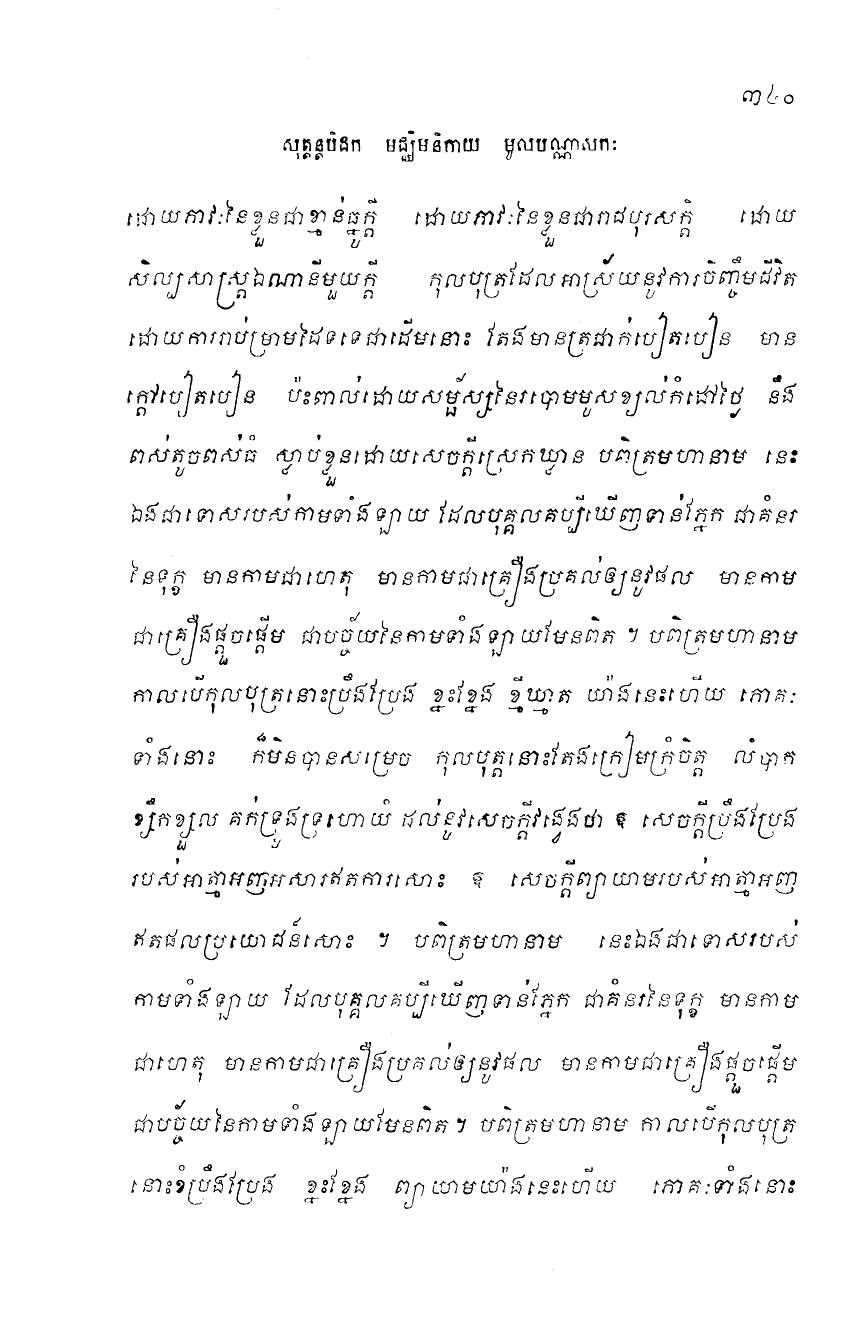 ៣៤០
សុត្តន្តបិដក មជ្ឈិមនិកាយ មូលបណ្ណាសកៈ
ដោយភាវៈនៃខ្លួនជាខ្មាន់ធ្នូក្តី ដោយភាវៈនៃខ្លួនជារាជបុរសក្តី ដោយ
សិល្បសាស្ត្រឯណានីមួយក្តី កុលបុត្រដែលអាស្រ័យនូវការចិញ្ចឹមជីវិត
ដោយការរាប់ម្រាមដៃទទេជាដើមនោះ តែងមានត្រជាក់បៀតបៀន មាន
ក្តៅបៀតបៀន ប៉ះពាល់ដោយសម្ផ័ស្សនៃរបោមមូសខ្យល់កំដៅថ្ងៃ នឹង
ពស់តូចពស់ធំ ស្លាប់ខ្លួនដោយសេចក្តីស្រេកឃ្លាន បពិត្រមហានាម នេះ
ឯងជាទោសរបស់កាមទាំងឡាយ ដែលបុគ្គលគប្បីឃើញទាន់ភ្នែក ជាគំនរ
នៃទុក្ខ មានកាមជាហេតុ មានកាមជាគ្រឿងប្រគល់ឲ្យនូវផល មានកាម
ជាគ្រឿងផ្តួចផ្តើម ជាបច្ច័យនៃកាមទាំងឡាយមែនពិត ។ បពិត្រមហានាម
កាលបើកុលបុត្រនោះប្រឹងប្រែង ខ្នះខ្នែង ខ្មីឃ្មាត យ៉ាងនេះហើយ ភោគៈ
ទាំងនោះ ក៏មិនបានសម្រេច កុលបុត្តនោះតែងក្រៀមក្រំចិត្ត លំបាក
ខ្សឹកខ្សួល គក់ទ្រូងទ្រហោយំ ដល់នូវសេចក្តីវង្វេងថា ឱ សេចក្តីប្រឹងប្រែង
របស់អាត្មាអញអសារឥតការសោះ ឱ សេចក្តីព្យាយាមរបស់អាត្មាអញ
ឥតផលប្រយោជន៍សោះ ។ បពិត្រមហានាម នេះឯងជាទោសរបស់
កាមទាំងឡាយ ដែលបុគ្គលគប្បីឃើញទាន់ភ្នែក ជាគំនរនៃទុក្ខ មានកាម
ជាហេតុ មានកាមជាគ្រឿងប្រគល់ឲ្យនូវផល មានកាមជាគ្រឿងផ្តួចផ្តើម
ជាបច្ច័យនៃកាមទាំងឡាយមែនពិត ។ បពិត្រមហានាម កាលបើកុលបុត្រ
នោះខំប្រឹងប្រែង ខ្នះខ្នែង ព្យាយាមយ៉ាងនេះហើយ ភោគៈទាំងនោះ